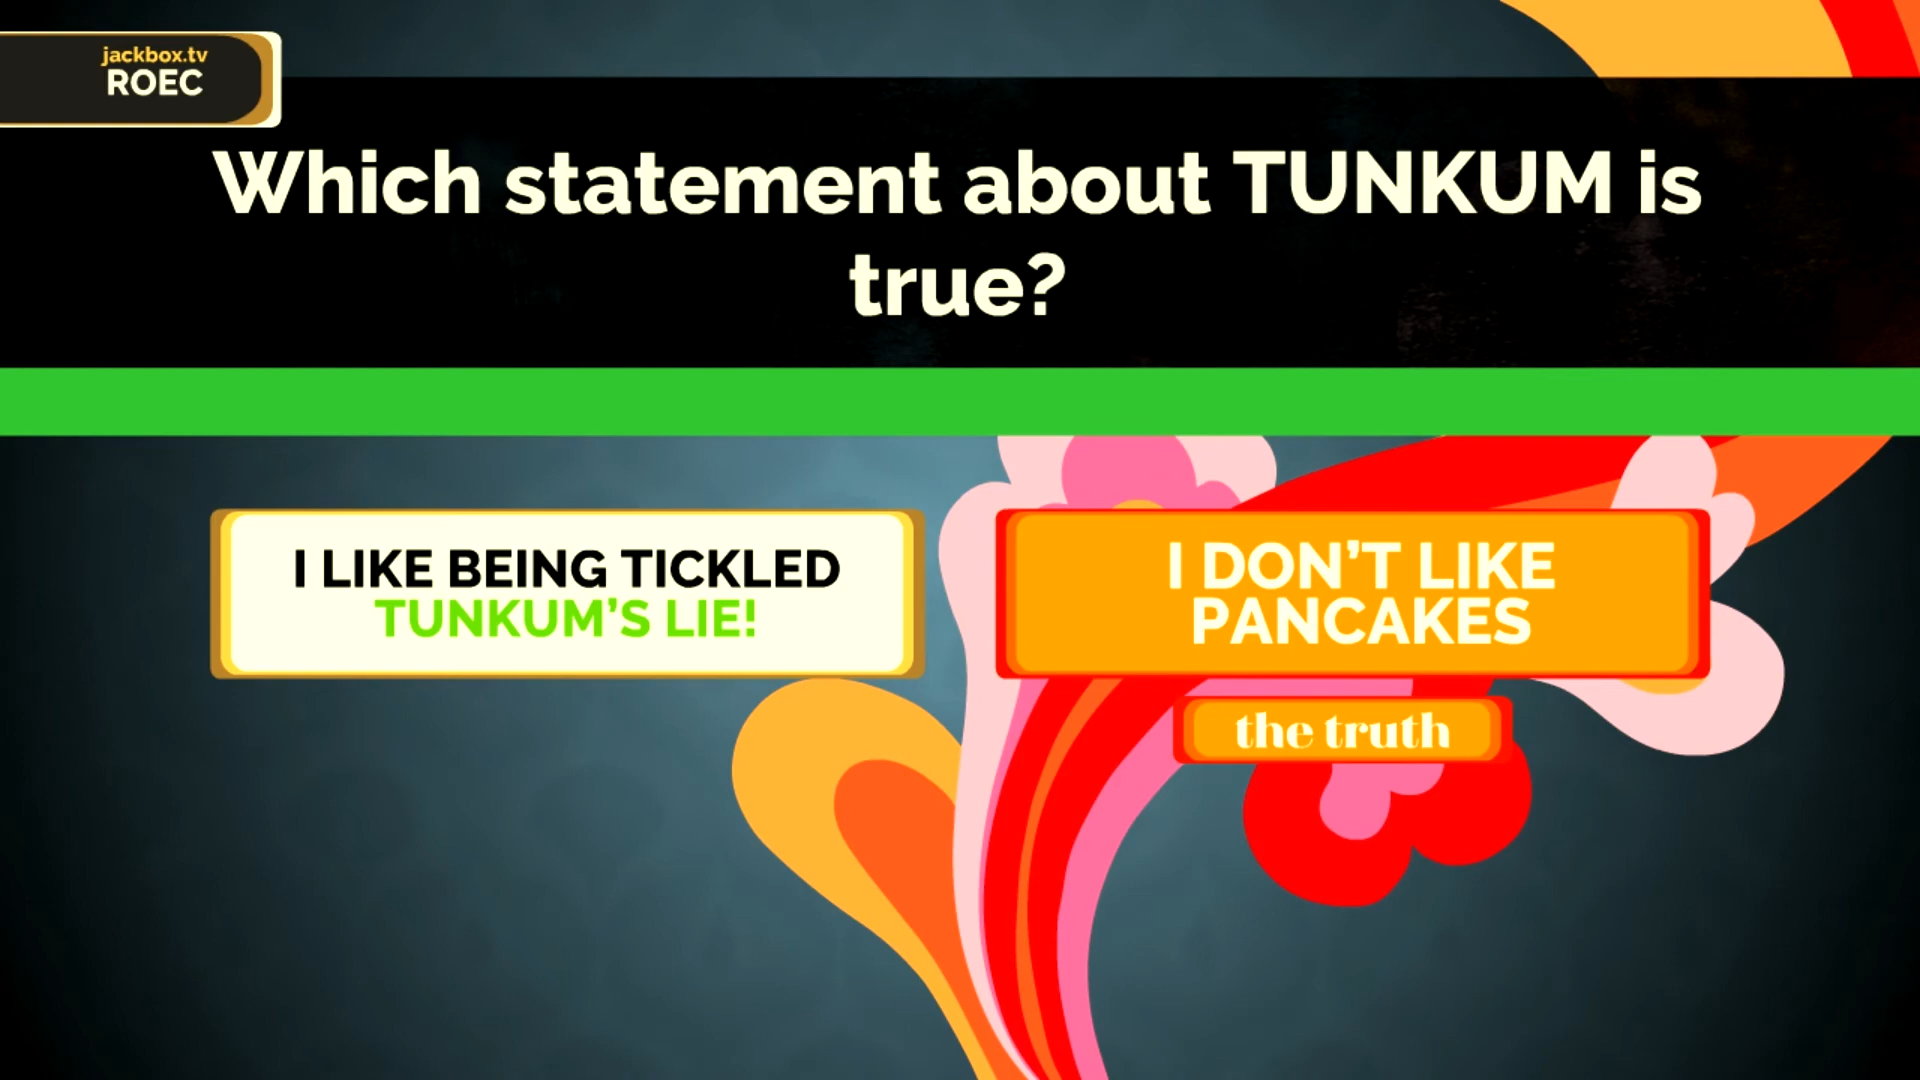 jackbox.tv
ROEC
Which statement about TUNKUM is
true?
I LIKE BEING TICKLED
TUNKUM'S LIE!
I DON'T LIKE
PANCAKES
the truth